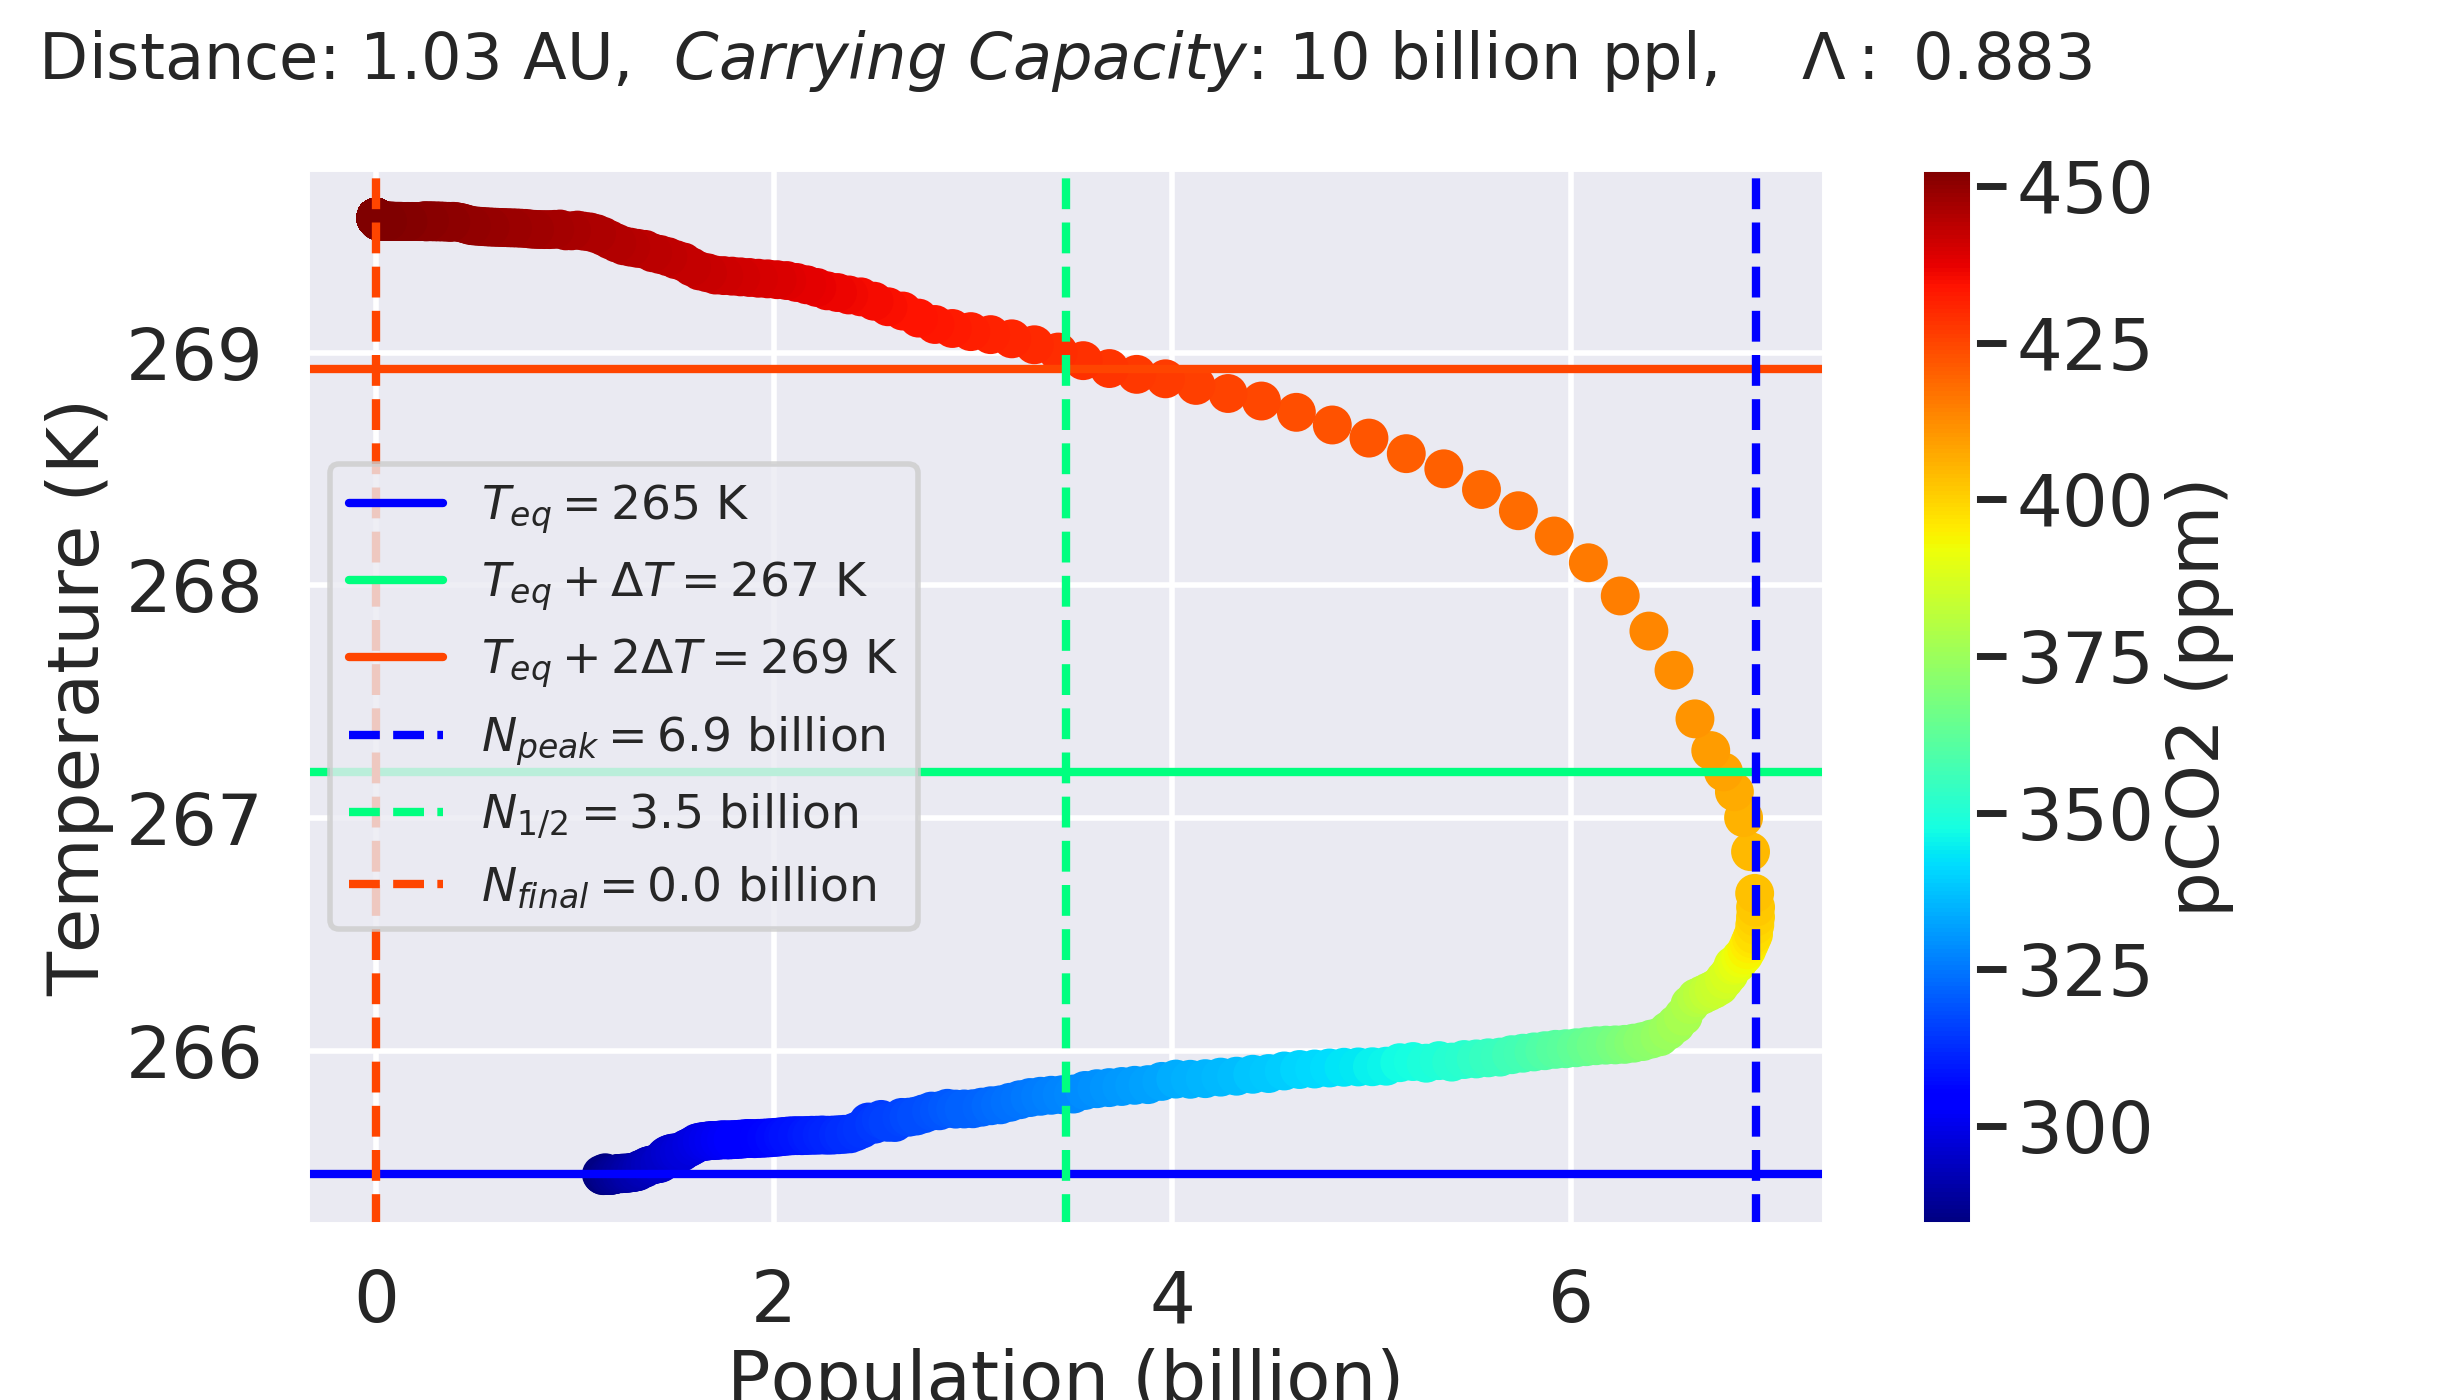 Distance: 1.03 AU, Carrying Capacity: 10 billion ppl, Λ : 0.883
Temperature (K)
269
268
267
266
T_eq = 265 K
T_eq + ΔT = 267 K
T_eq + 2ΔT = 269 K
N_peak = 6.9 billion
N_1/2 = 3.5 billion
N_final = 0.0 billion
0 2 4 6
Population (billion)
450
425
400
375
350
325
300
pCO2 (ppm)